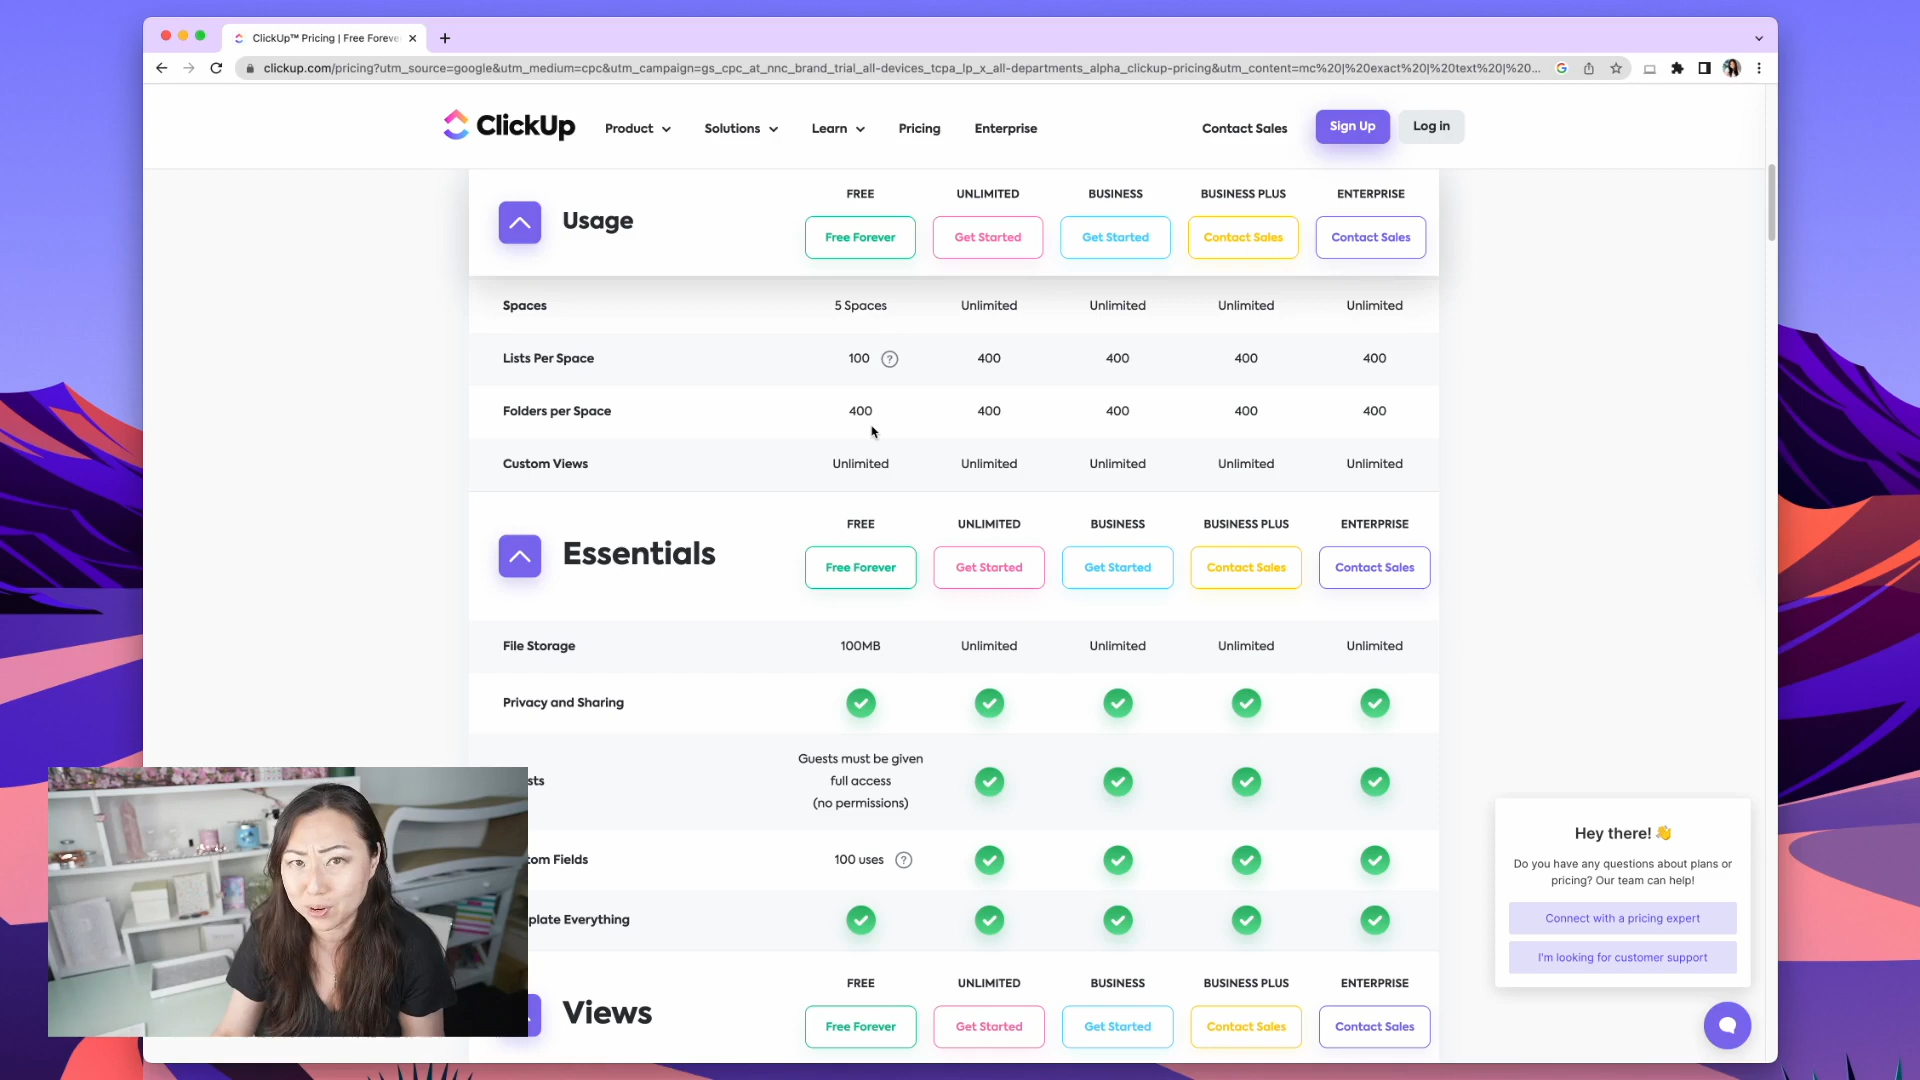 ClickUp™ Pricing | Free Foreve
clickup.com/pricing?utm_source=google&utm_medium=cpc&utm_campaign=gs_cpc_at_nnc_brand_trial_all-devices_tcpa_lp_x_all-departments_alpha_clickup-pricing&utm_content=mc%20|%20exact%20|%20text%20|%20...
ClickUp Product Solutions Learn Pricing Enterprise Contact Sales Sign Up Log in
FREE UNLIMITED BUSINESS BUSINESS PLUS ENTERPRISE
Usage
Free Forever Get Started Get Started Contact Sales Contact Sales
Spaces 5 Spaces Unlimited Unlimited Unlimited Unlimited
Lists Per Space 100 ? 400 400 400 400
Folders per Space 400 400 400 400 400
Custom Views Unlimited Unlimited Unlimited Unlimited Unlimited
FREE UNLIMITED BUSINESS BUSINESS PLUS ENTERPRISE
Essentials
Free Forever Get Started Get Started Contact Sales Contact Sales
File Storage 100MB Unlimited Unlimited Unlimited Unlimited
Privacy and Sharing
Guests must be given
sts full access
(no permissions)
tom Fields 100 uses ?
plate Everything
FREE UNLIMITED BUSINESS BUSINESS PLUS ENTERPRISE
Views
Free Forever Get Started Get Started Contact Sales Contact Sales
Hey there! 👋
Do you have any questions about plans or
pricing? Our team can help!
Connect with a pricing expert
I'm looking for customer support